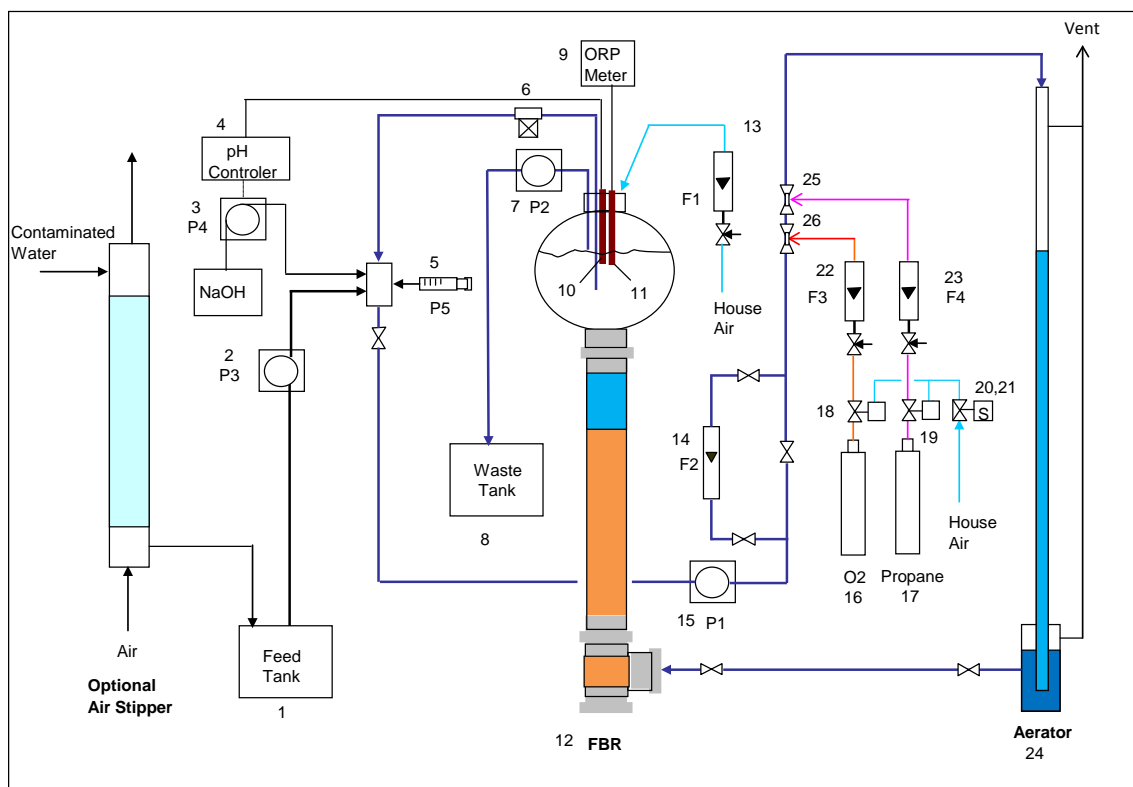 Vent
9
ORP
Meter
6
4
pH
Controler
13
7 P2
F1
25
26
3
P4
Contaminated
Water
NaOH
5
P5
10
11
House
Air
22
F3
23
F4
2
P3
20,21
S
18
19
14
F2
Waste
Tank
8
House
Air
O2
16
Propane
17
15 P1
Air
Optional
Air Stipper
Feed
Tank
1
12 FBR
Aerator
24